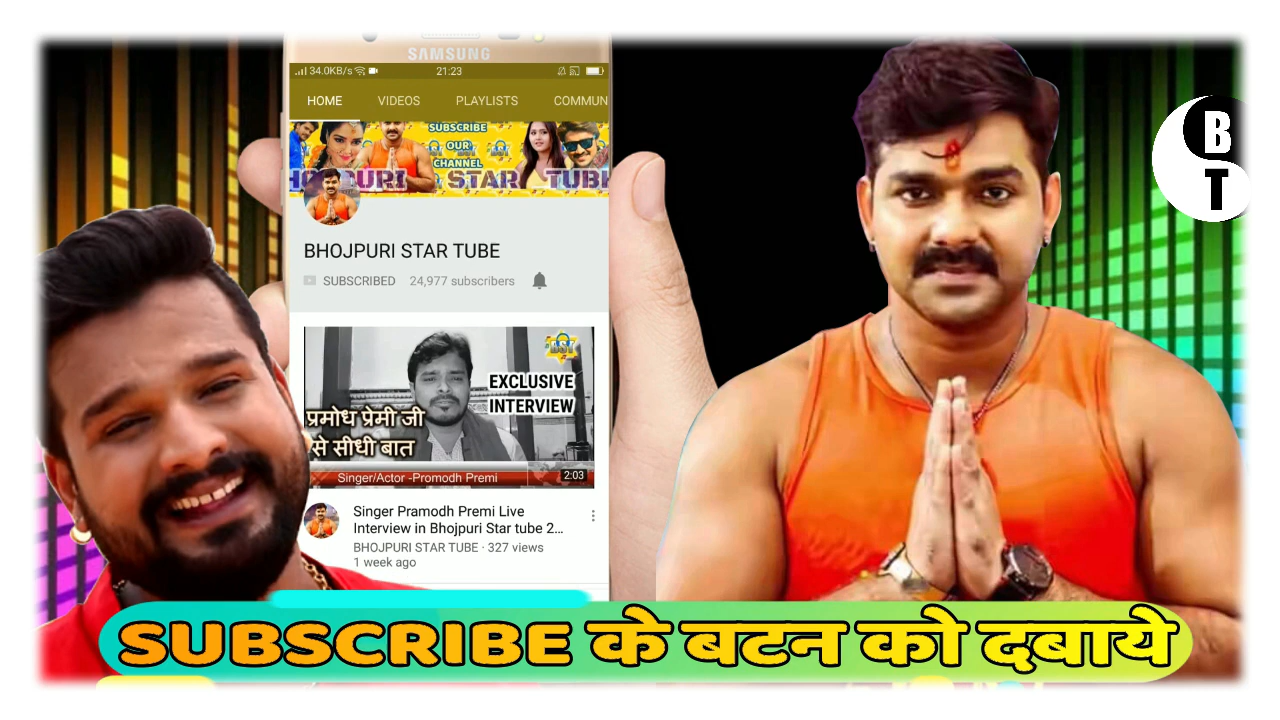 SAMSUNG
34.0KB/s
21:23
HOME
VIDEOS
PLAYLISTS
COMMUN
SUBSCRIBE
OUR
CHANNEL
STAR
BHOJPURI STAR TUBE
SUBSCRIBED
24,977 subscribers
BST
EXCLUSIVE
INTERVIEW
प्रमोध प्रेमी जी
से सीधी बात
Singer/Actor -Promodh Premi
2:03
Singer Pramodh Premi Live
Interview in Bhojpuri Star tube 2…
BHOJPURI STAR TUBE · 327 views
1 week ago
B
T
SUBSCRIBE के बटन को दबाये